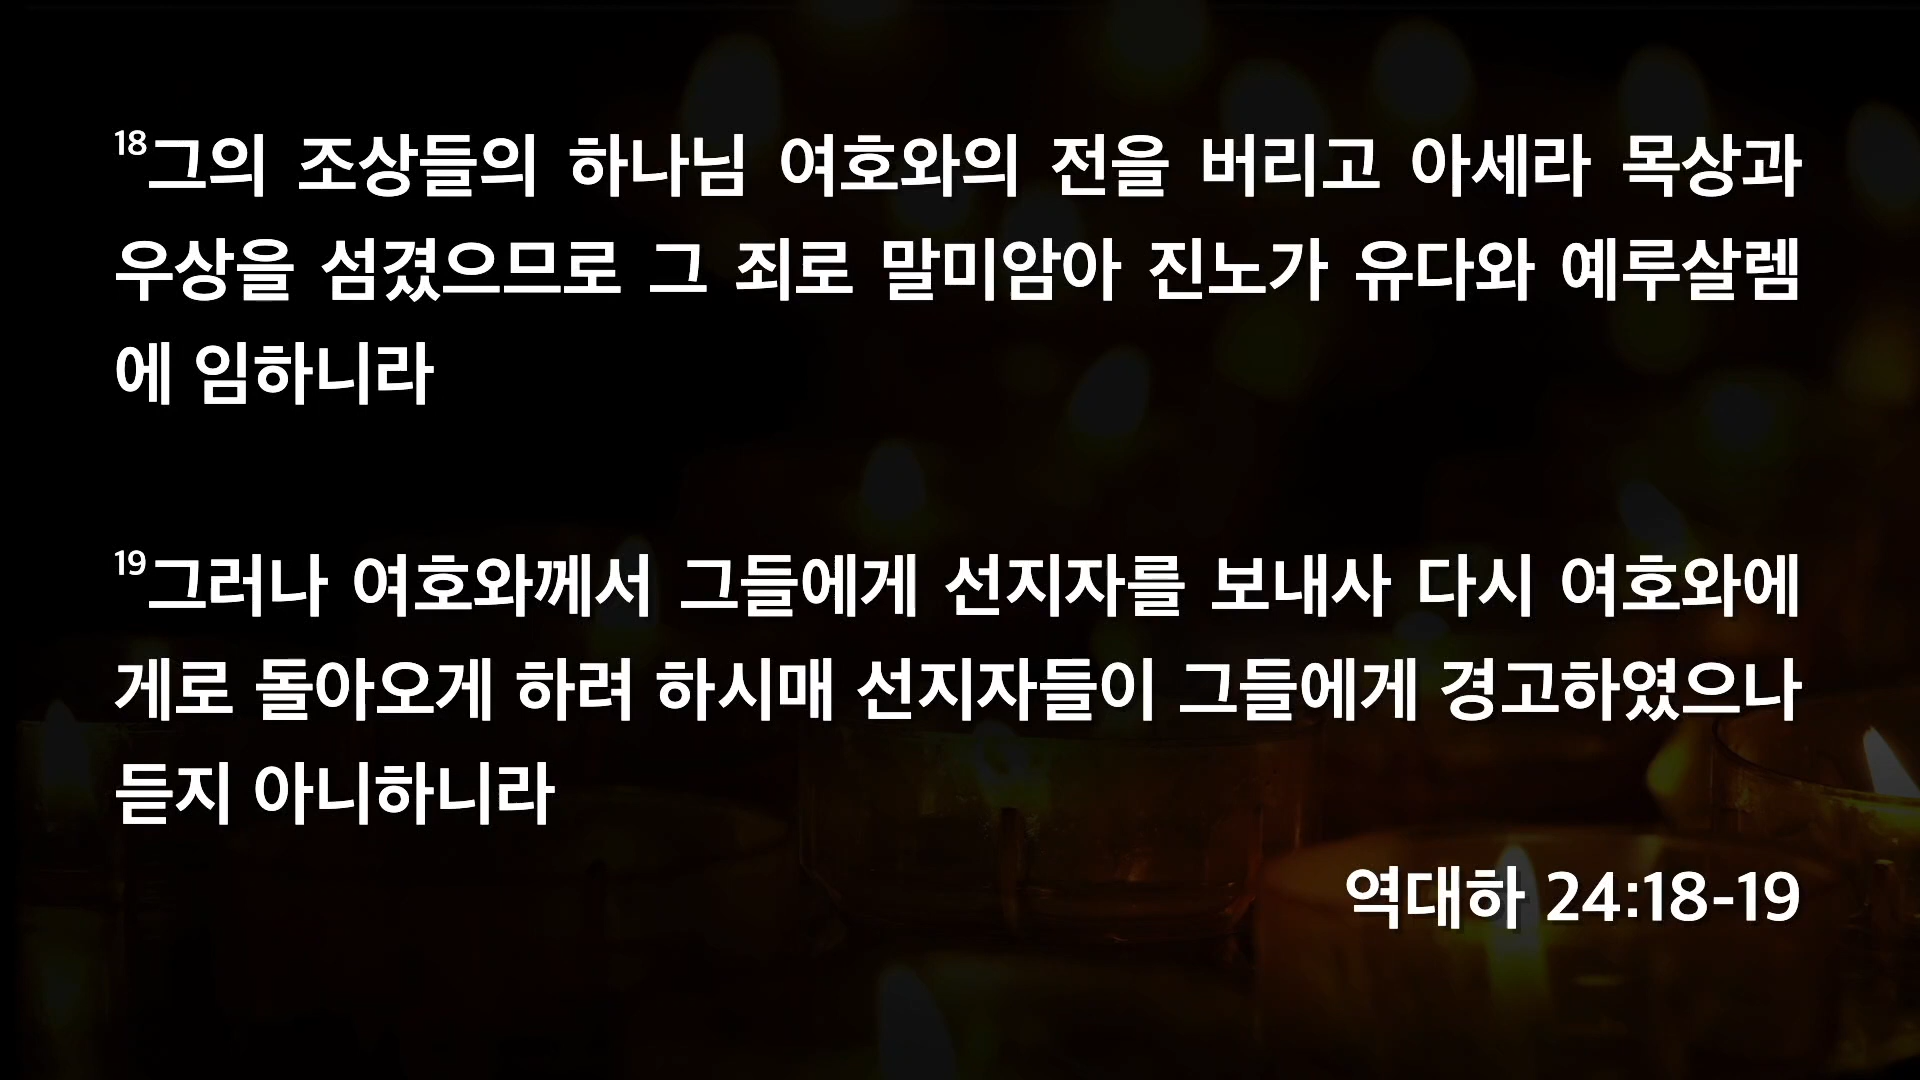 18그의 조상들의 하나님 여호와의 전을 버리고 아세라 목상과
우상을 섬겼으므로 그 죄로 말미암아 진노가 유다와 예루살렘
에 임하니라
19그러나 여호와께서 그들에게 선지자를 보내사 다시 여호와에
게로 돌아오게 하려 하시매 선지자들이 그들에게 경고하였으나
듣지 아니하니라
역대하 24:18-19